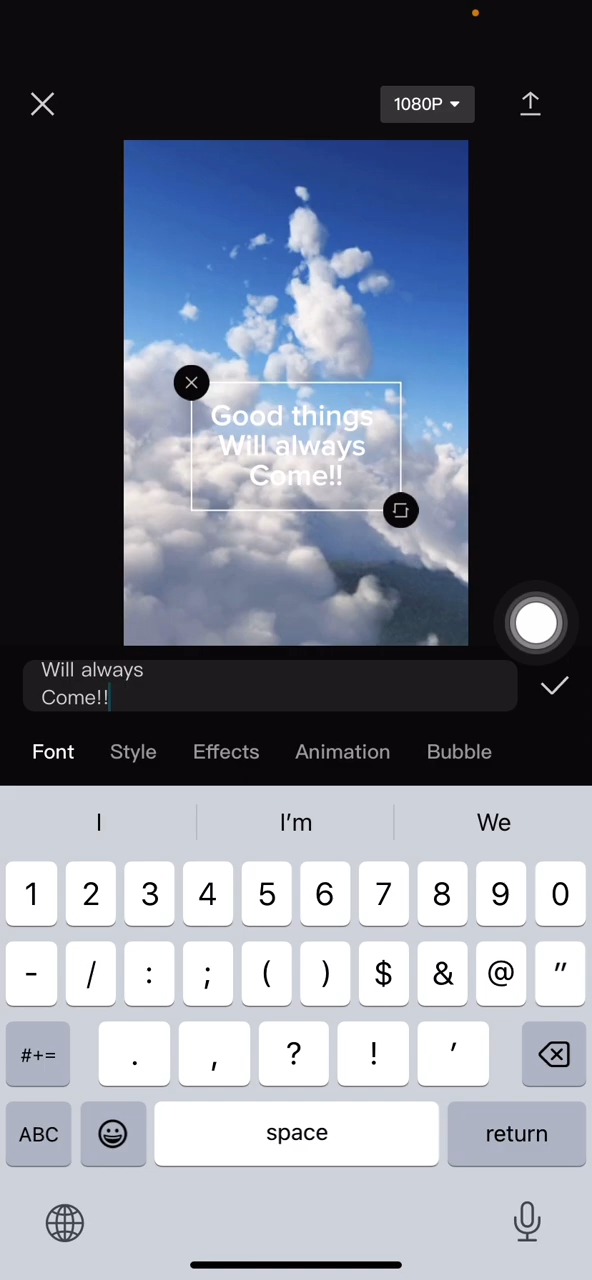 1080P
Good things
Will always
Come!!
Will always
Come!!
Font Style Effects Animation Bubble
I I'm We
1 2 3 4 5 6 7 8 9 0
- / : ; ( ) $ & @ "
#+= . , ? ! '
ABC space return